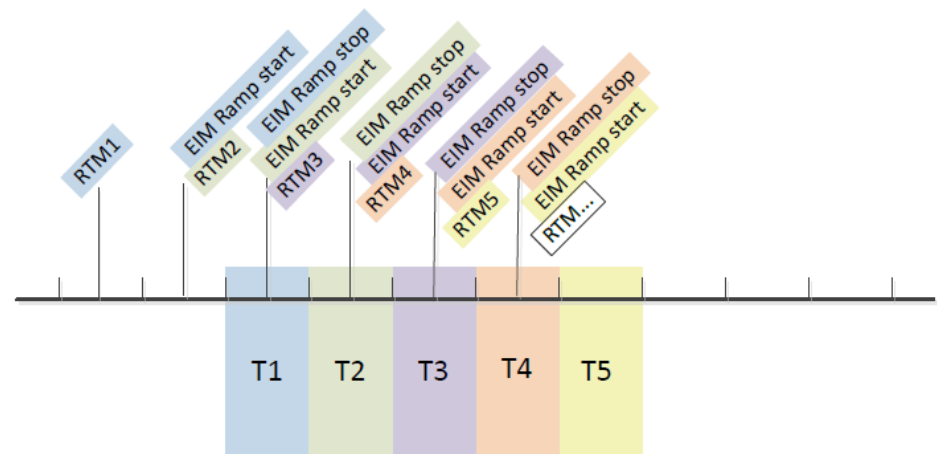 RTM1
EIM Ramp start
RTM2
EIM Ramp stop
EIM Ramp start
RTM3
EIM Ramp stop
EIM Ramp start
RTM4
EIM Ramp stop
EIM Ramp start
RTM5
EIM Ramp stop
EIM Ramp start
RTM...
T1
T2
T3
T4
T5